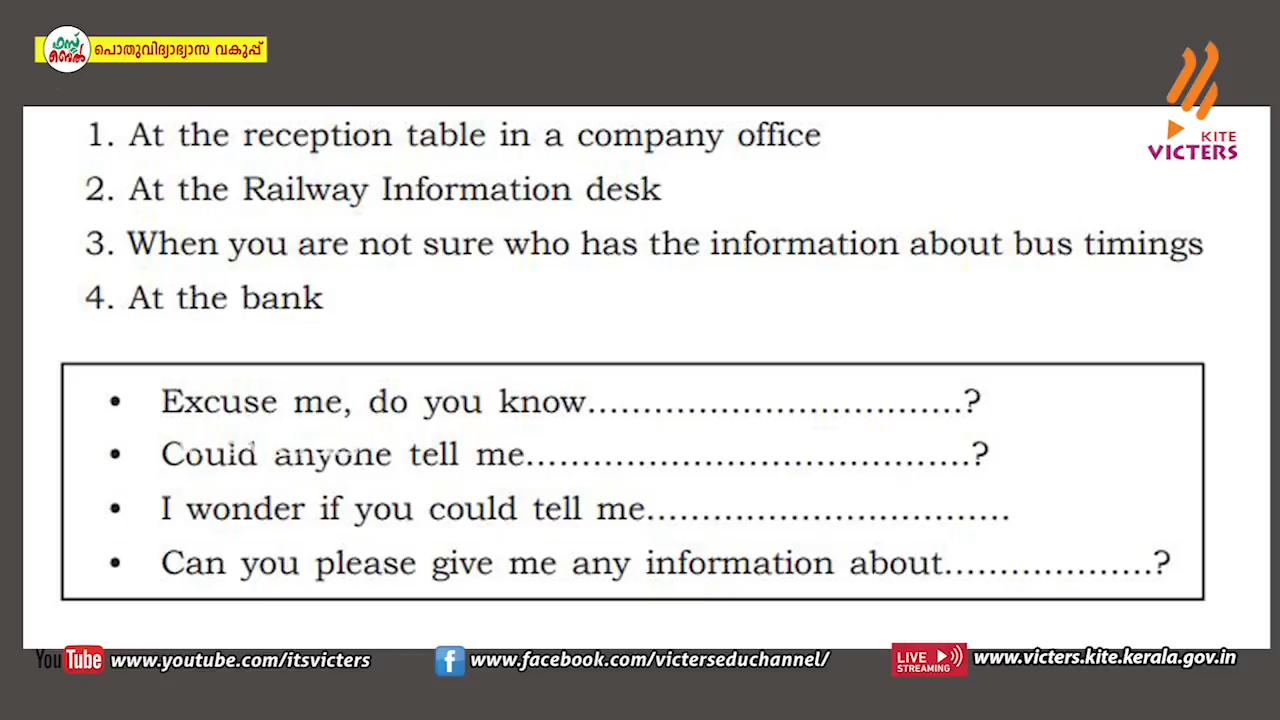 ഫസ്റ്റ്
ബെൽ
പൊതുവിദ്യാഭ്യാസ വകുപ്പ്
KITE
VICTERS
1. At the reception table in a company office
2. At the Railway Information desk
3. When you are not sure who has the information about bus timings
4. At the bank
• Excuse me, do you know..................................?
• Could anyone tell me........................................?
• I wonder if you could tell me.................................
• Can you please give me any information about...................?
YouTube www.youtube.com/itsvicters
f www.facebook.com/victerseduchannel/
LIVE
STREAMING
www.victers.kite.kerala.gov.in